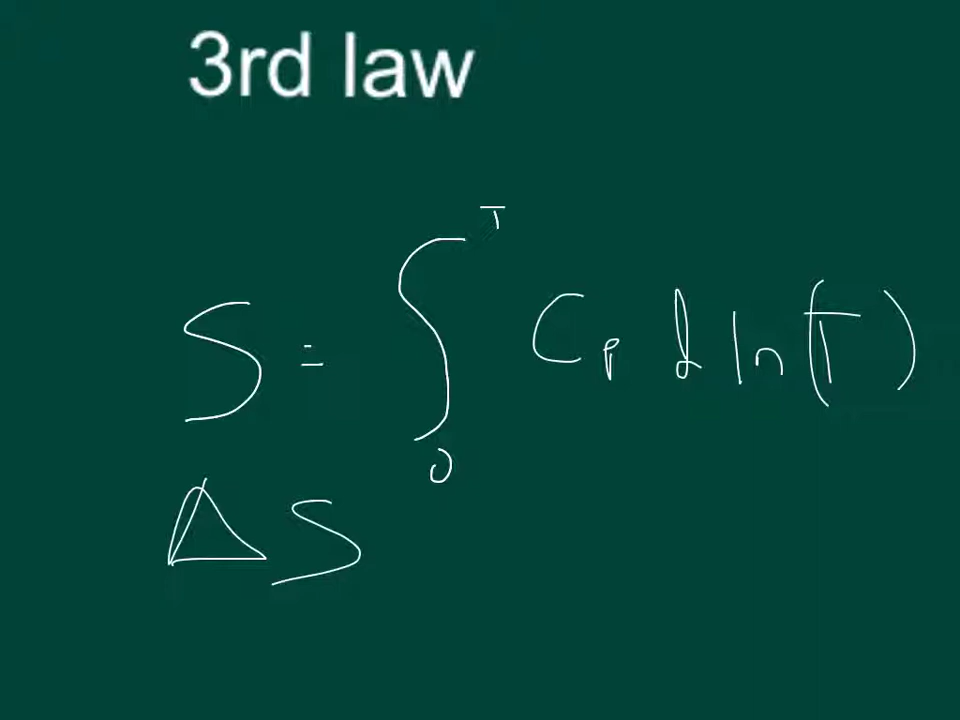 3rd law
S = ∫₀ᵀ Cₚ d ln(T)
ΔS